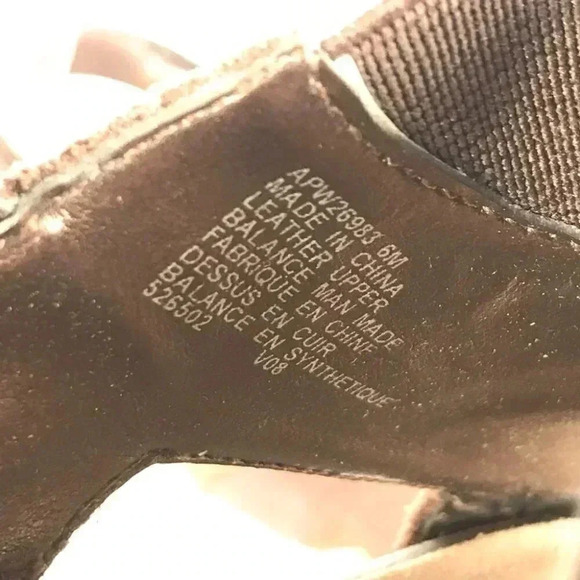 APW26983 6M
MADE IN CHINA
LEATHER UPPER
BALANCE MAN MADE
FABRIQUE EN CHINE
DESSUS EN CUIR
BALANCE EN SYNTHETIQUE
526502
V08